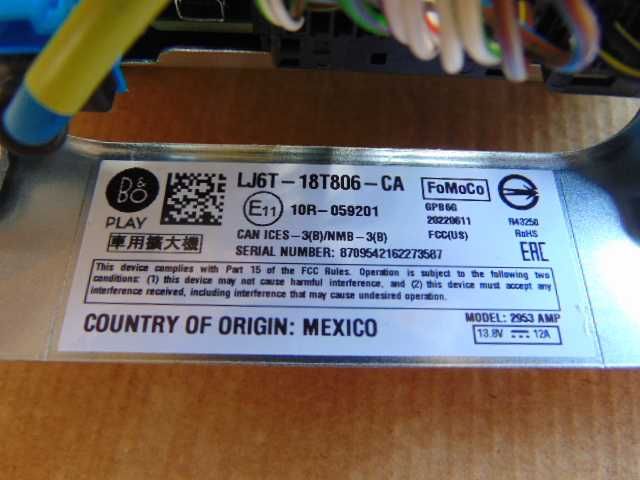 B&O
PLAY
車用擴大機
LJ6T-18T806-CA
FoMoCo
E11
10R-059201
GPB6G
20220611
R43250
RoHS
CAN ICES-3(B)/NMB-3(B)
FCC(US)
SERIAL NUMBER: 8709542162273587
EAC
This device complies with Part 15 of the FCC Rules. Operation is subject to the following two
conditions: (1) this device may not cause harmful interference, and (2) this device must accept any
interference received, including interference that may cause undesired operation.
COUNTRY OF ORIGIN: MEXICO
MODEL: 2953 AMP
13.8V 12A